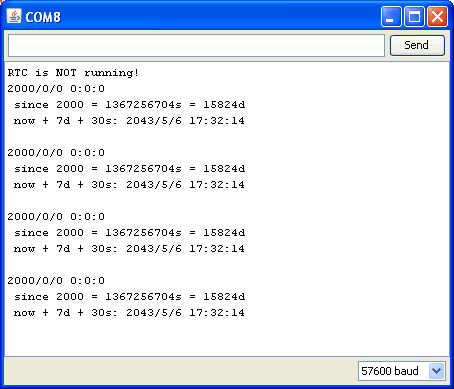 COM8
Send
RTC is NOT running!
2000/0/0 0:0:0
since 2000 = 1367256704s = 15824d
now + 7d + 30s: 2043/5/6 17:32:14
2000/0/0 0:0:0
since 2000 = 1367256704s = 15824d
now + 7d + 30s: 2043/5/6 17:32:14
2000/0/0 0:0:0
since 2000 = 1367256704s = 15824d
now + 7d + 30s: 2043/5/6 17:32:14
2000/0/0 0:0:0
since 2000 = 1367256704s = 15824d
now + 7d + 30s: 2043/5/6 17:32:14
57600 baud